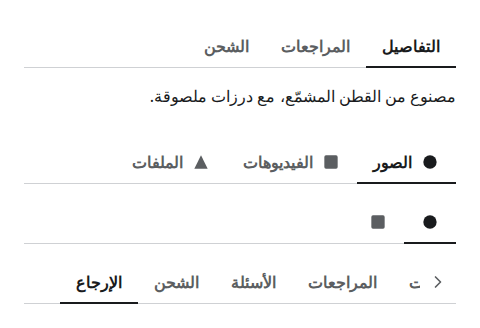 التفاصيل المراجعات الشحن
مصنوع من القطن المشمّع، مع درزات ملصوقة.
الصور الفيديوهات الملفات
المراجعات الأسئلة الشحن الإرجاع